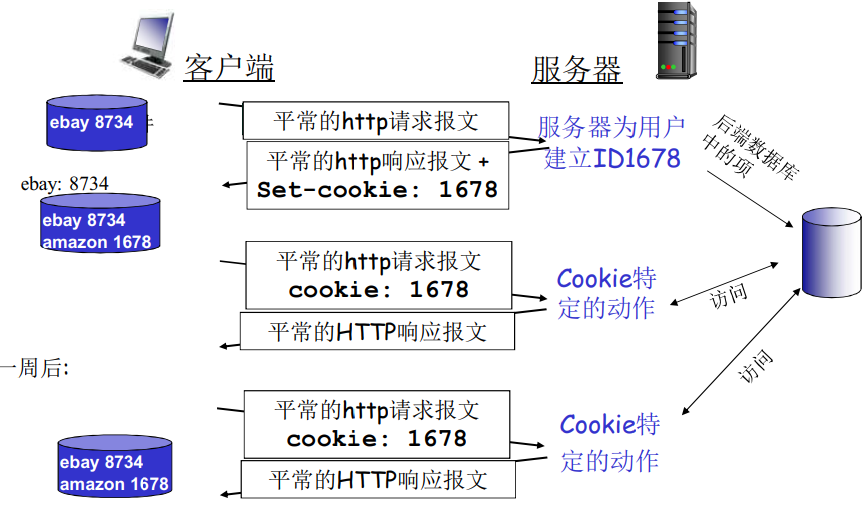 客户端
服务器
ebay 8734
平常的http请求报文
服务器为用户
建立ID1678
后端数据库
中的项
平常的http响应报文 +
Set-cookie: 1678
ebay: 8734
ebay 8734
amazon 1678
平常的http请求报文
cookie: 1678
Cookie特
定的动作
访问
平常的HTTP响应报文
一周后:
访问
平常的http请求报文
cookie: 1678
Cookie特
定的动作
ebay 8734
amazon 1678
平常的HTTP响应报文